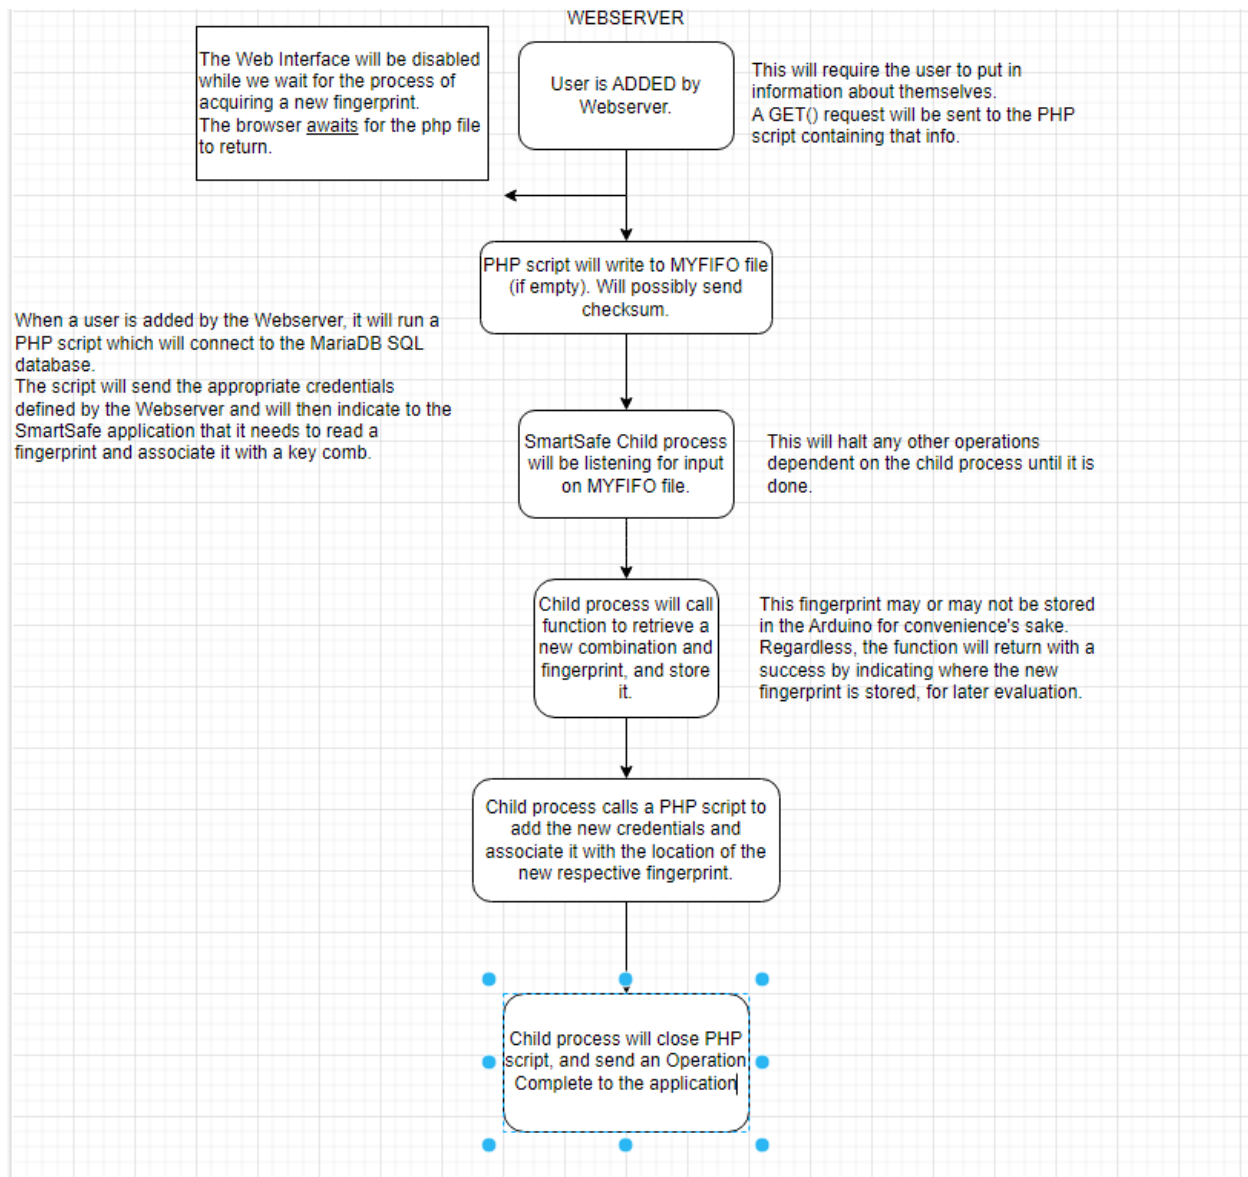 WEBSERVER
The Web Interface will be disabled
while we wait for the process of
acquiring a new fingerprint.
The browser awaits for the php file
to return.
User is ADDED by
Webserver.
This will require the user to put in
information about themselves.
A GET() request will be sent to the PHP
script containing that info.
PHP script will write to MYFIFO file
(if empty). Will possibly send
checksum.
When a user is added by the Webserver, it will run a
PHP script which will connect to the MariaDB SQL
database.
The script will send the appropriate credentials
defined by the Webserver and will then indicate to the
SmartSafe application that it needs to read a
fingerprint and associate it with a key comb.
SmartSafe Child process
will be listening for input
on MYFIFO file.
This will halt any other operations
dependent on the child process until it is
done.
Child process will call
function to retrieve a
new combination and
fingerprint, and store
it.
This fingerprint may or may not be stored
in the Arduino for convenience's sake.
Regardless, the function will return with a
success by indicating where the new
fingerprint is stored, for later evaluation.
Child process calls a PHP script to
add the new credentials and
associate it with the location of the
new respective fingerprint.
Child process will close PHP
script, and send an Operation
Complete to the application